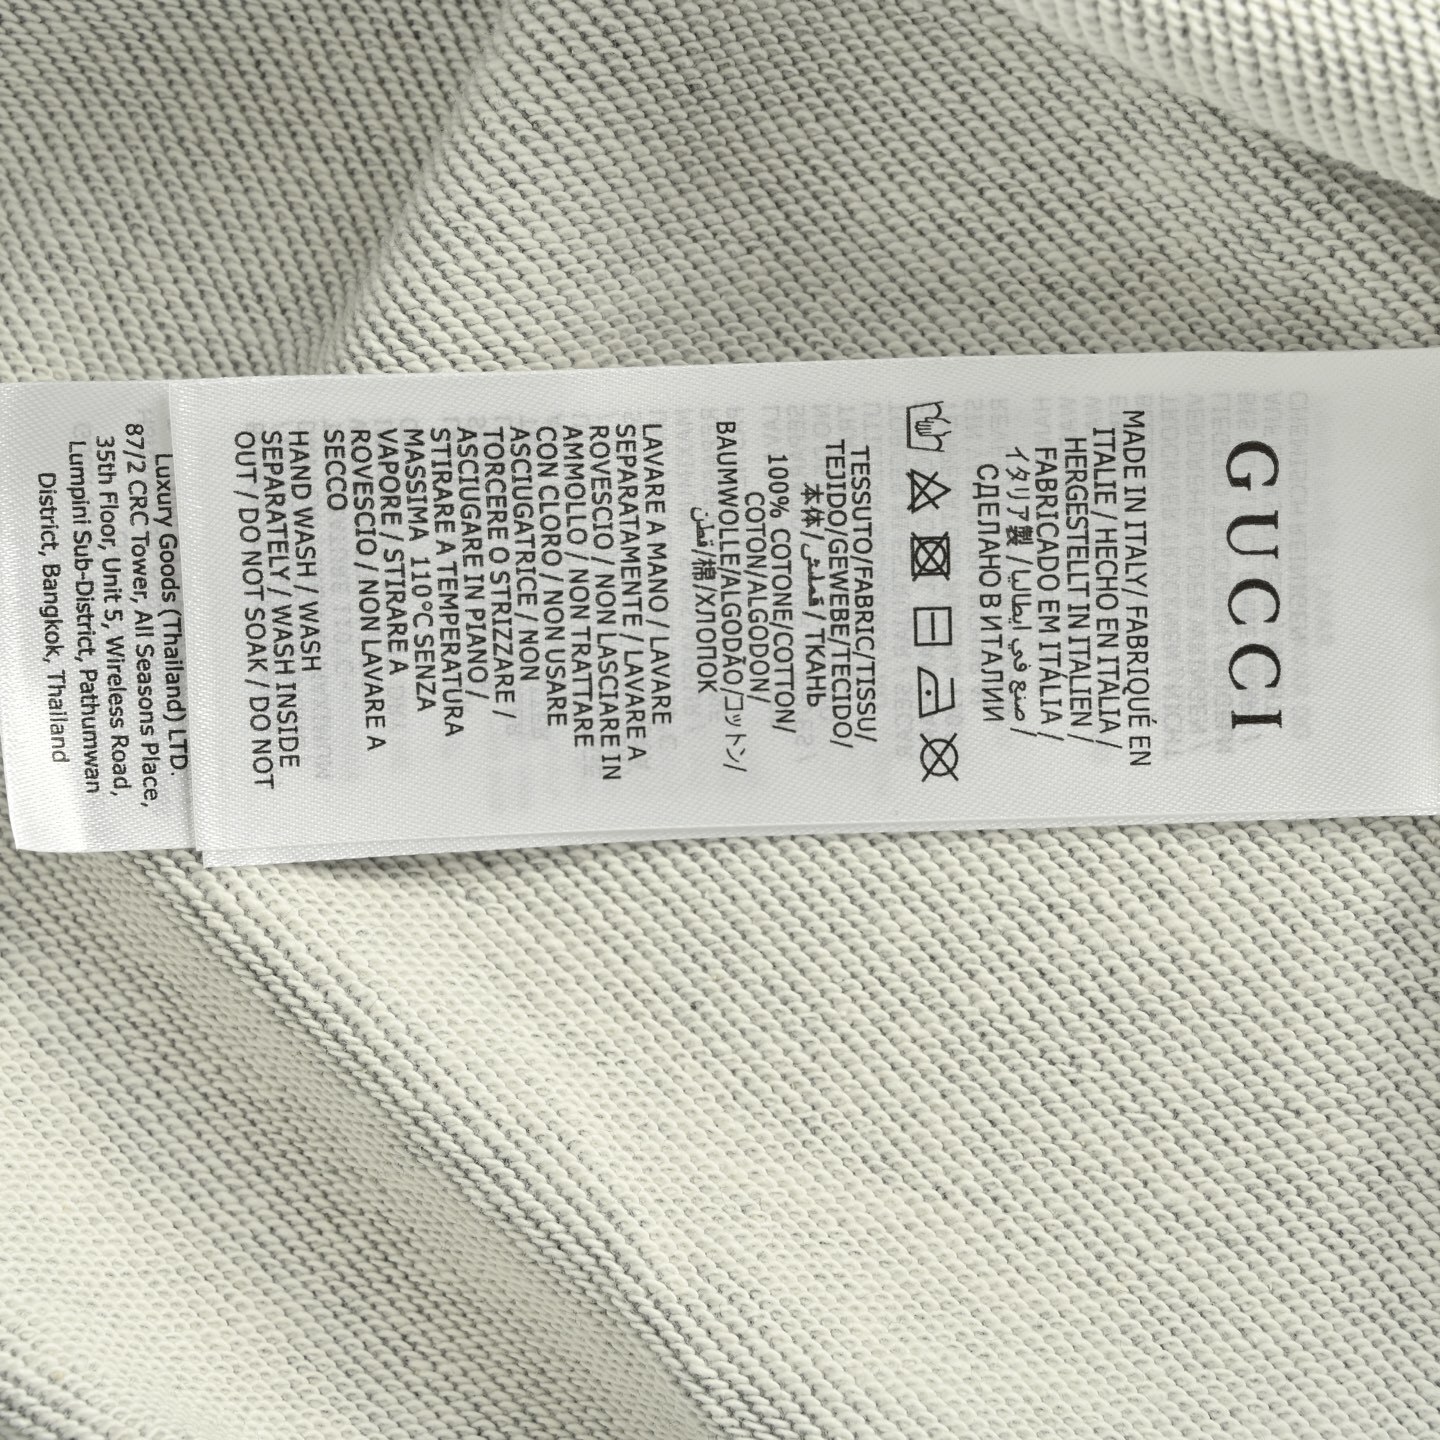 GUCCI
MADE IN ITALY/ FABRIQUÉ EN
ITALIE / HECHO EN ITALIA /
HERGESTELLT IN ITALIEN /
FABRICADO EM ITÁLIA /
イタリア製 / صنع في ايطاليا /
СДЕЛАНО В ИТАЛИИ
TESSUTO/FABRIC/TISSU/
TEJIDO/GEWEBE/TECIDO/
本体/ قماش / ТКАНЬ
100% COTONE/COTTON/
COTON/ALGODON/
BAUMWOLLE/ALGODÃO/コットン/
قطن/棉/ХЛОПОК
LAVARE A MANO / LAVARE
SEPARATAMENTE / LAVARE A
ROVESCIO / NON LASCIARE IN
AMMOLLO / NON TRATTARE
CON CLORO / NON USARE
ASCIUGATRICE / NON
TORCERE O STRIZZARE /
ASCIUGARE IN PIANO /
STIRARE A TEMPERATURA
MASSIMA 110°C SENZA
VAPORE / STIRARE A
ROVESCIO / NON LAVARE A
SECCO
HAND WASH / WASH
SEPARATELY / WASH INSIDE
OUT / DO NOT SOAK / DO NOT
Luxury Goods (Thailand) LTD.
87/2 CRC Tower, All Seasons Place,
35th Floor, Unit 5, Wireless Road,
Lumpini Sub-District, Pathumwan
District, Bangkok, Thailand